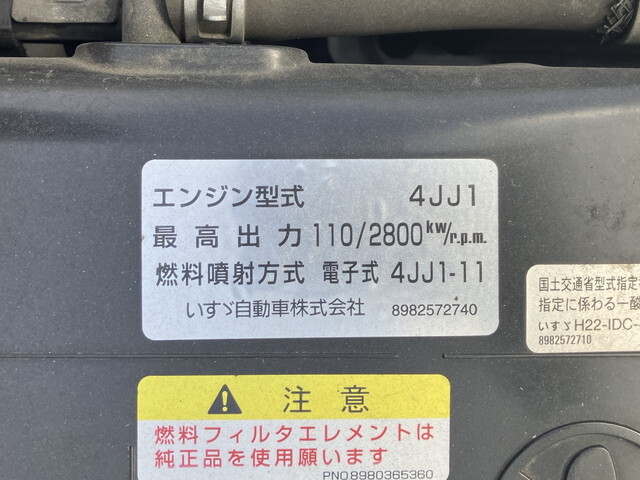 エンジン型式 4JJ1
最高出力 110/2800kw/r.p.m.
燃料噴射方式 電子式 4JJ1-11
いすゞ自動車株式会社 8982572740
国土交通省型式指定
指定に係わる一酸
いすゞH22-IDC-
8982572710
注意
燃料フィルタエレメントは
純正品を使用願います
PNO8980365360